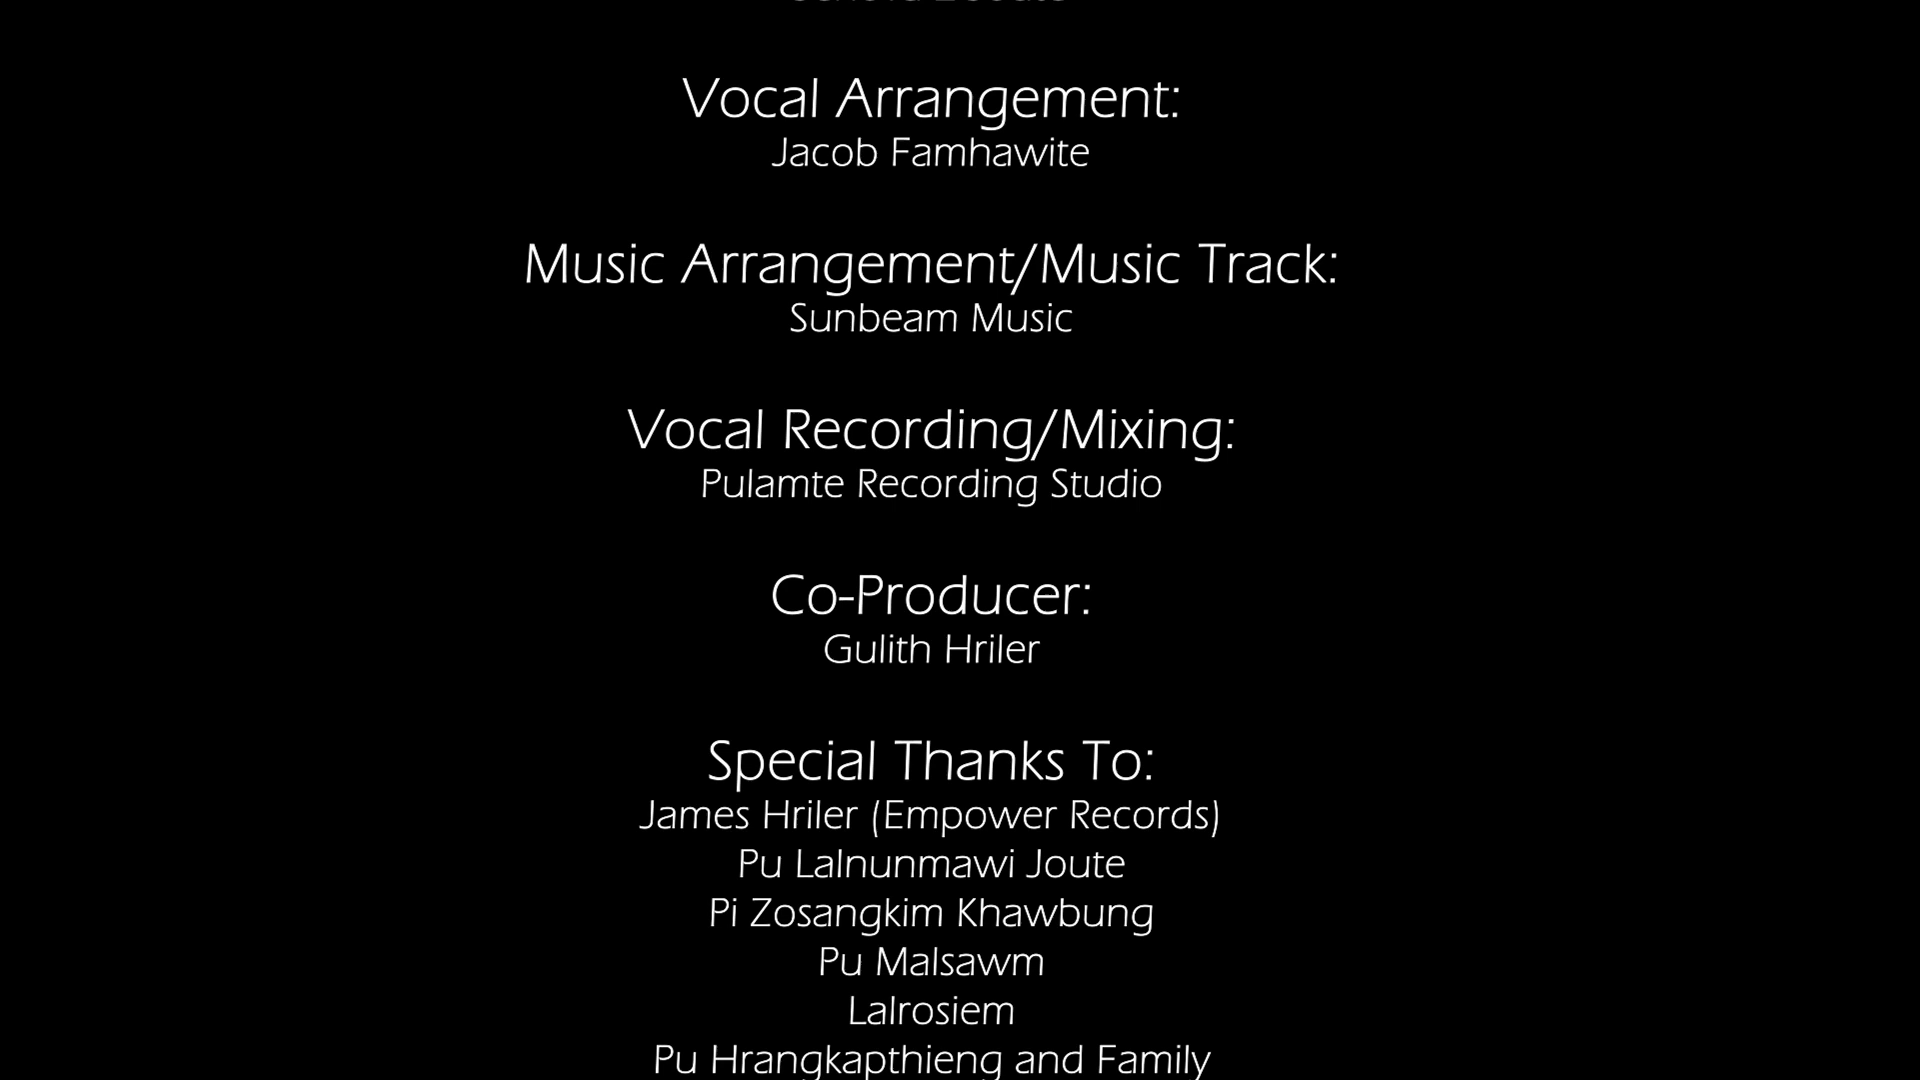 Vocal Arrangement:
Jacob Famhawite
Music Arrangement/Music Track:
Sunbeam Music
Vocal Recording/Mixing:
Pulamte Recording Studio
Co-Producer:
Gulith Hriler
Special Thanks To:
James Hriler (Empower Records)
Pu Lalnunmawi Joute
Pi Zosangkim Khawbung
Pu Malsawm
Lalrosiem
Pu Hrangkapthieng and Family